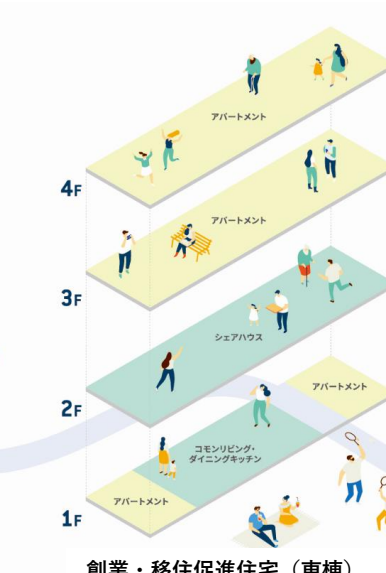 アパートメント
4F
アパートメント
3F
シェアハウス
2F
アパートメント
コモンリビング・
ダイニングキッチン
アパートメント
1F
創業・移住促進住宅（東棟）